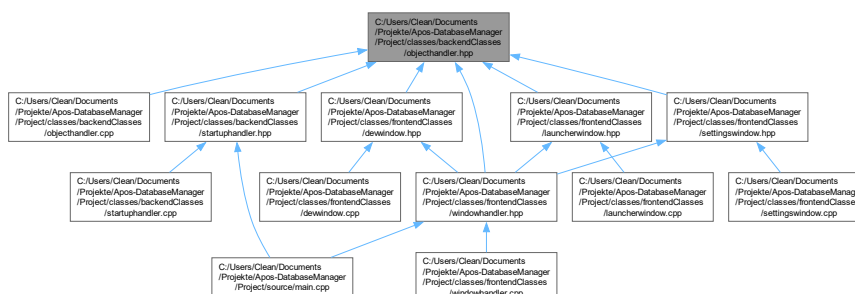 C:/Users/Clean/Documents
/Projekte/Apos-DatabaseManager
/Project/classes/backendClasses
/objecthandler.hpp
C:/Users/Clean/Documents
/Projekte/Apos-DatabaseManager
/Project/classes/backendClasses
/objecthandler.cpp
C:/Users/Clean/Documents
/Projekte/Apos-DatabaseManager
/Project/classes/backendClasses
/startuphandler.hpp
C:/Users/Clean/Documents
/Projekte/Apos-DatabaseManager
/Project/classes/frontendClasses
/devwindow.hpp
C:/Users/Clean/Documents
/Projekte/Apos-DatabaseManager
/Project/classes/frontendClasses
/launcherwindow.hpp
C:/Users/Clean/Documents
/Projekte/Apos-DatabaseManager
/Project/classes/frontendClasses
/settingswindow.hpp
C:/Users/Clean/Documents
/Projekte/Apos-DatabaseManager
/Project/classes/backendClasses
/startuphandler.cpp
C:/Users/Clean/Documents
/Projekte/Apos-DatabaseManager
/Project/classes/frontendClasses
/devwindow.cpp
C:/Users/Clean/Documents
/Projekte/Apos-DatabaseManager
/Project/classes/frontendClasses
/windowhandler.hpp
C:/Users/Clean/Documents
/Projekte/Apos-DatabaseManager
/Project/classes/frontendClasses
/launcherwindow.cpp
C:/Users/Clean/Documents
/Projekte/Apos-DatabaseManager
/Project/classes/frontendClasses
/settingswindow.cpp
C:/Users/Clean/Documents
/Projekte/Apos-DatabaseManager
/Project/source/main.cpp
C:/Users/Clean/Documents
/Projekte/Apos-DatabaseManager
/Project/classes/frontendClasses
/windowhandler.cpp